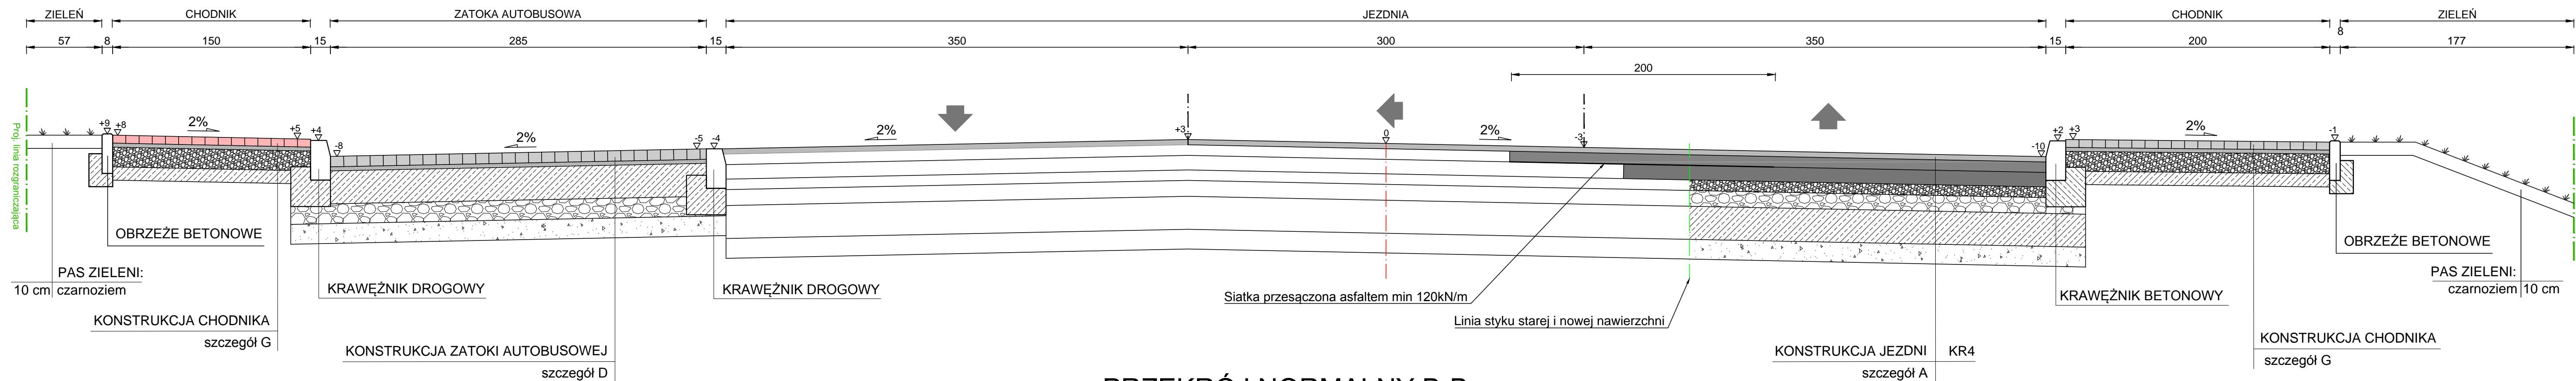 ZIELEŃ CHODNIK ZATOKA AUTOBUSOWA JEZDNIA CHODNIK ZIELEŃ
57 8 150 15 285 15 350 300 350 15 200 8 177
200
Proj. linia rozgraniczająca
+9 +8 2% +5 +4 -8 2% -5 -4 2% +3 0 2% -3 -10 +2 +3 2% -1
OBRZEŻE BETONOWE
OBRZEŻE BETONOWE
PAS ZIELENI:
10 cm czarnoziem
KRAWĘŻNIK DROGOWY
KRAWĘŻNIK DROGOWY
Siatka przesączona asfaltem min 120kN/m
KRAWĘŻNIK BETONOWY
PAS ZIELENI:
czarnoziem 10 cm
KONSTRUKCJA CHODNIKA
szczegół G
Linia styku starej i nowej nawierzchni
KONSTRUKCJA ZATOKI AUTOBUSOWEJ
szczegół D
KONSTRUKCJA JEZDNI KR4
szczegół A
KONSTRUKCJA CHODNIKA
szczegół G